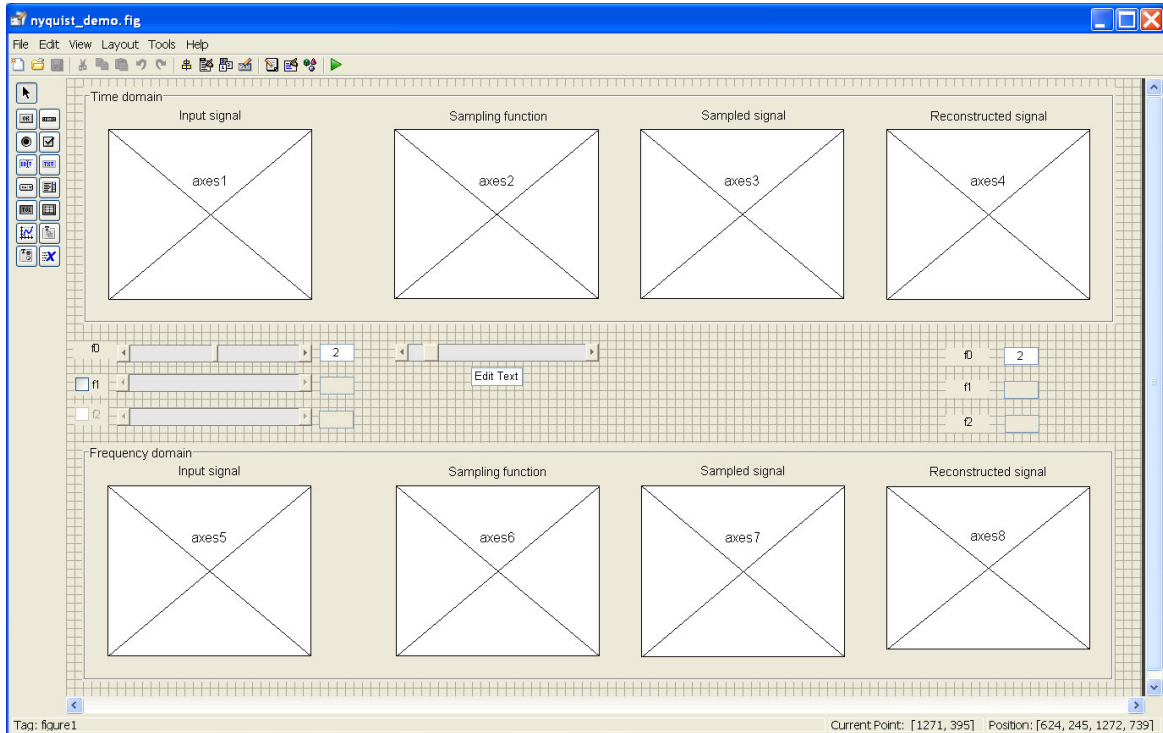 nyquist_demo.fig
File Edit View Layout Tools Help
Time domain
Input signal Sampling function Sampled signal Reconstructed signal
axes1 axes2 axes3 axes4
f0 2 f0 2
Edit Text
f1 f1
f2 f2
Frequency domain
Input signal Sampling function Sampled signal Reconstructed signal
axes5 axes6 axes7 axes8
Tag: figure1 Current Point: [1271, 395] Position: [624, 245, 1272, 739]